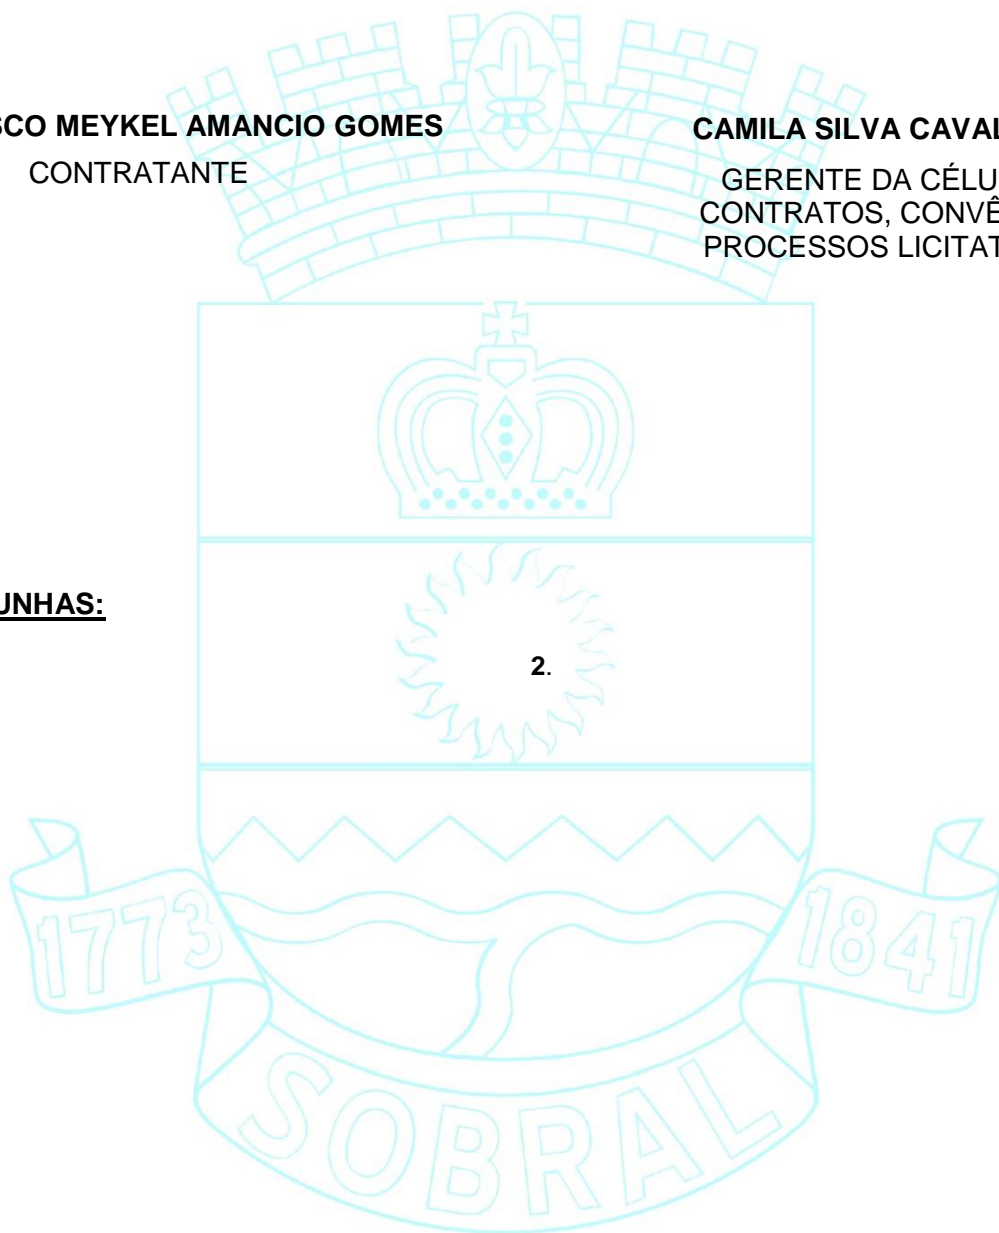 SCO MEYKEL AMANCIO GOMES
CONTRATANTE
CAMILA SILVA CAVAL
GERENTE DA CÉLU
CONTRATOS, CONVÊ
PROCESSOS LICITAT
UNHAS:
2.
1773
1841
SOBRAL